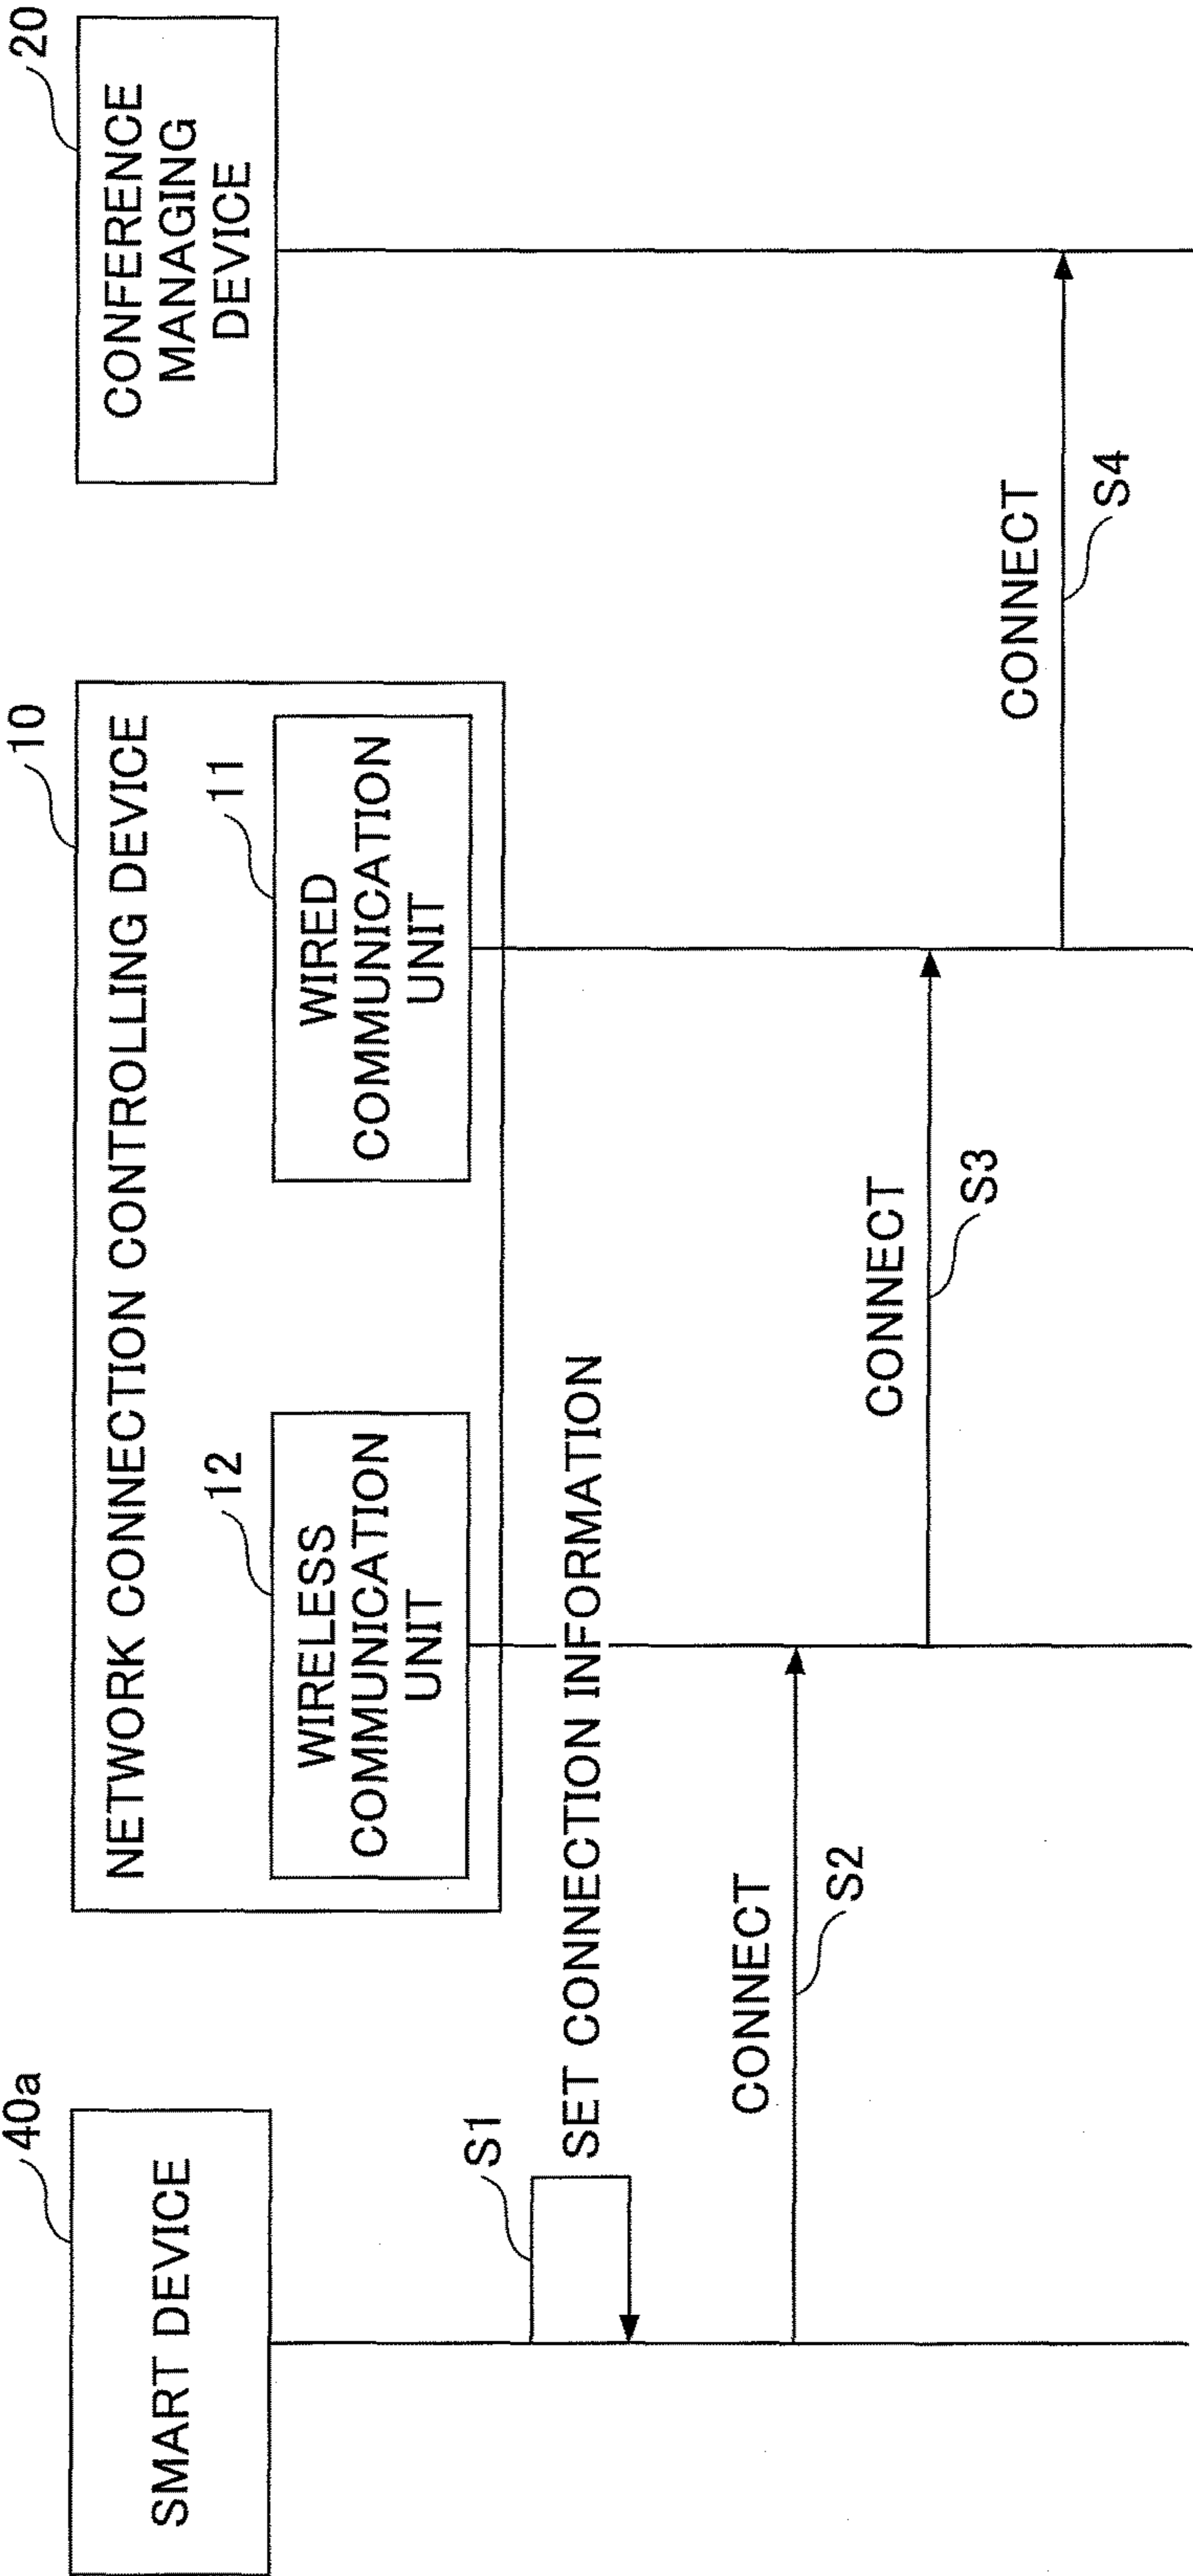 40a
SMART DEVICE
10
NETWORK CONNECTION CONTROLLING DEVICE
12
WIRELESS
COMMUNICATION
UNIT
11
WIRED
COMMUNICATION
UNIT
20
CONFERENCE
MANAGING
DEVICE
S1
SET CONNECTION INFORMATION
CONNECT
S2
CONNECT
S3
CONNECT
S4